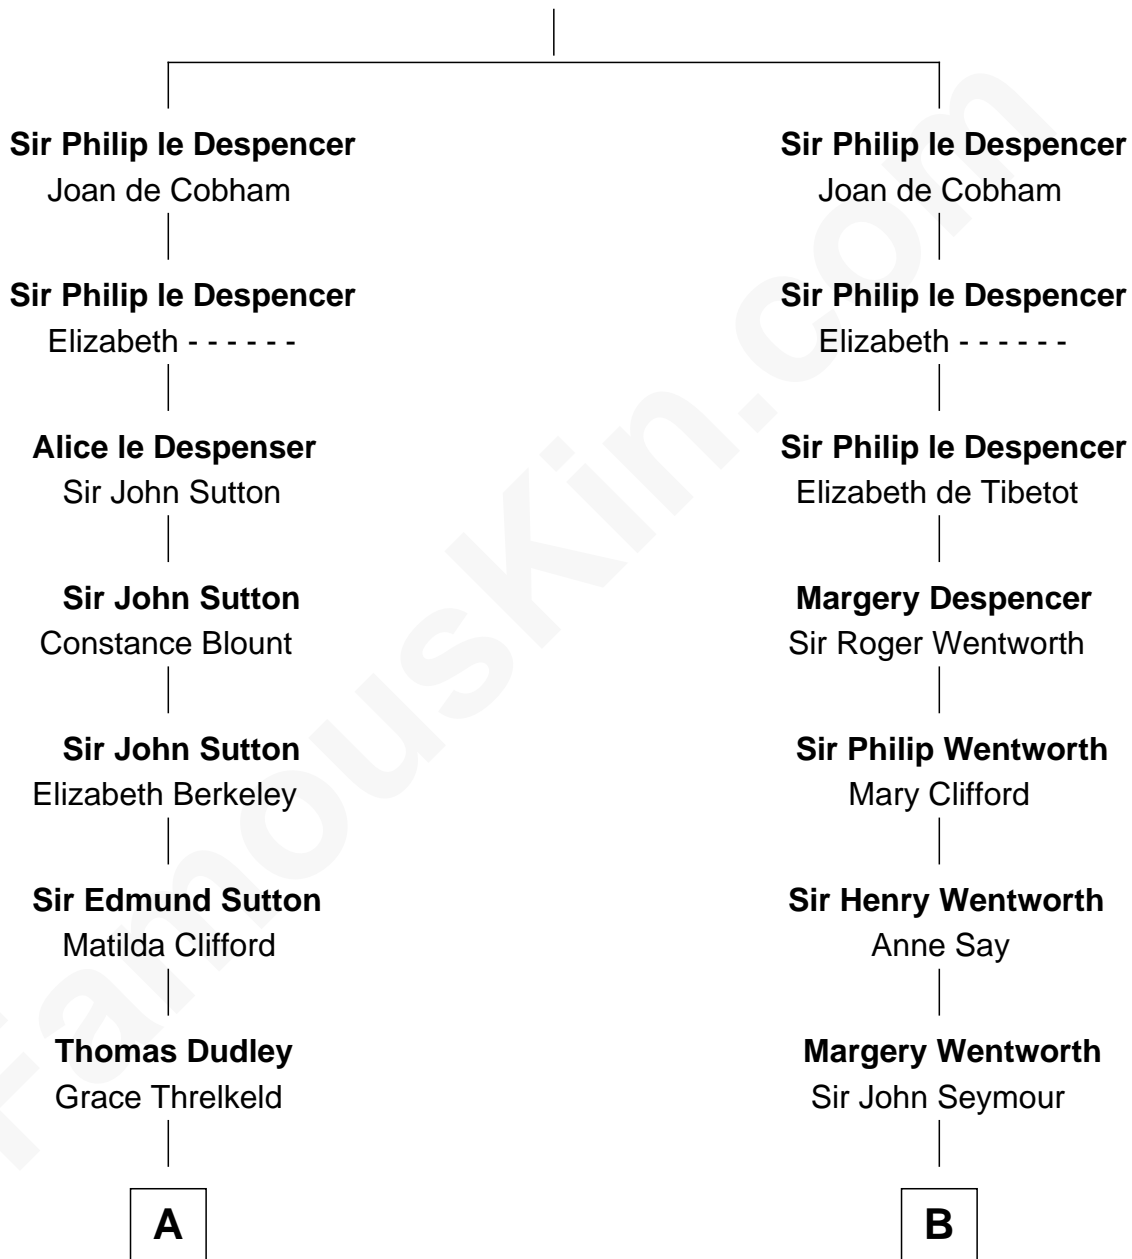 Sir Philip le Despencer
Joan de Cobham
Sir Philip le Despencer
Elizabeth - - - - - -
Alice le Despenser
Sir John Sutton
Sir John Sutton
Constance Blount
Sir John Sutton
Elizabeth Berkeley
Sir Edmund Sutton
Matilda Clifford
Thomas Dudley
Grace Threlkeld
A
Sir Philip le Despencer
Joan de Cobham
Sir Philip le Despencer
Elizabeth - - - - - -
Sir Philip le Despencer
Elizabeth de Tibetot
Margery Despencer
Sir Roger Wentworth
Sir Philip Wentworth
Mary Clifford
Sir Henry Wentworth
Anne Say
Margery Wentworth
Sir John Seymour
B
FamousKin.com